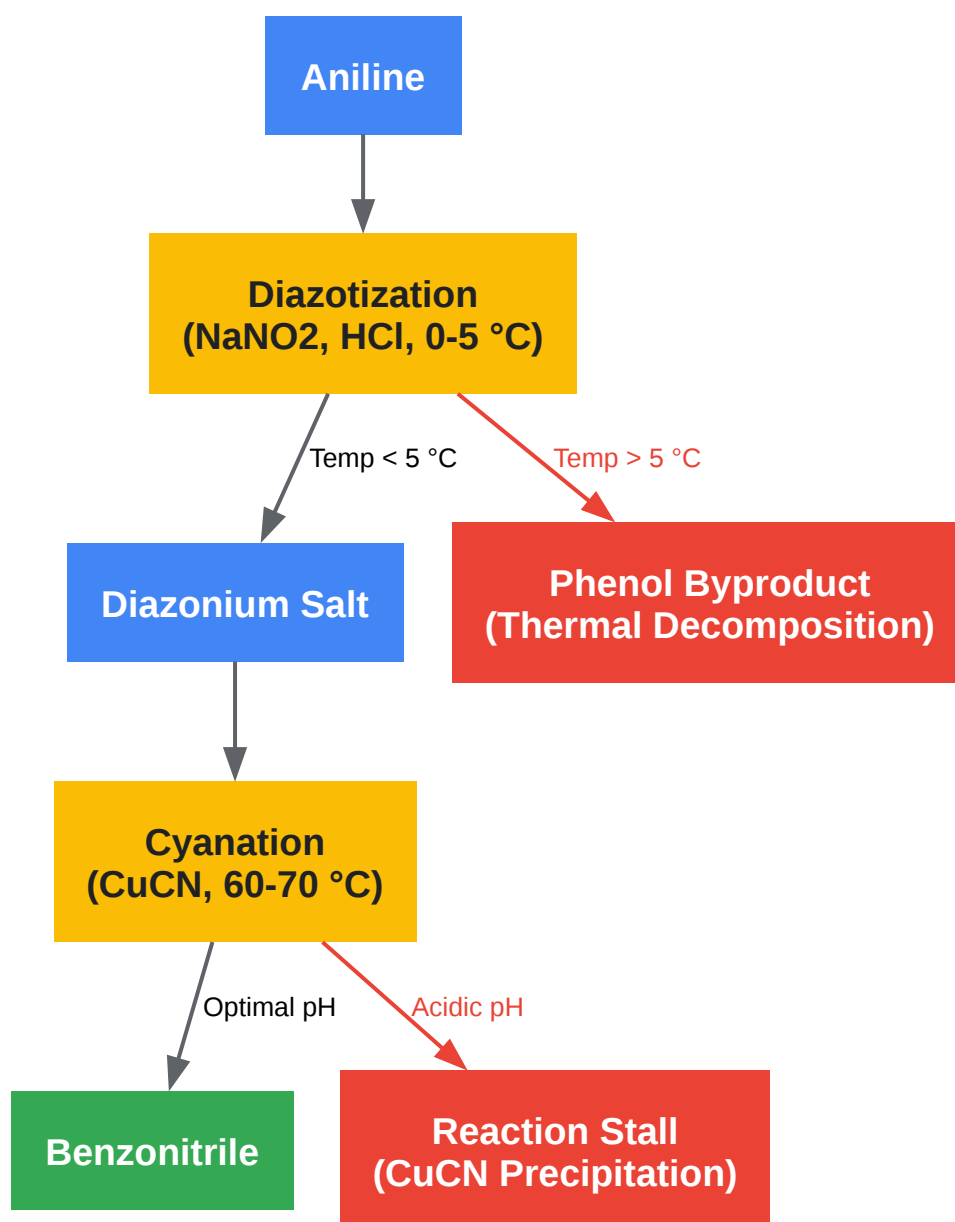 Aniline
Diazotization
(NaNO2, HCl, 0-5 °C)
Temp < 5 °C
Temp > 5 °C
Phenol Byproduct
(Thermal Decomposition)
Diazonium Salt
Cyanation
(CuCN, 60-70 °C)
Optimal pH
Acidic pH
Benzonitrile
Reaction Stall
(CuCN Precipitation)